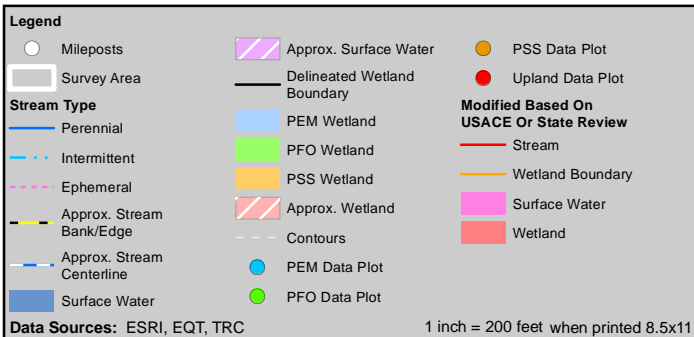 Legend
Mileposts
Survey Area
Stream Type
Perennial
Intermittent
Ephemeral
Approx. Stream
Bank/Edge
Approx. Stream
Centerline
Surface Water
Approx. Surface Water
Delineated Wetland
Boundary
PEM Wetland
PFO Wetland
PSS Wetland
Approx. Wetland
Contours
PEM Data Plot
PFO Data Plot
PSS Data Plot
Upland Data Plot
Modified Based On
USACE Or State Review
Stream
Wetland Boundary
Surface Water
Wetland
Data Sources: ESRI, EQT, TRC
1 inch = 200 feet when printed 8.5x11